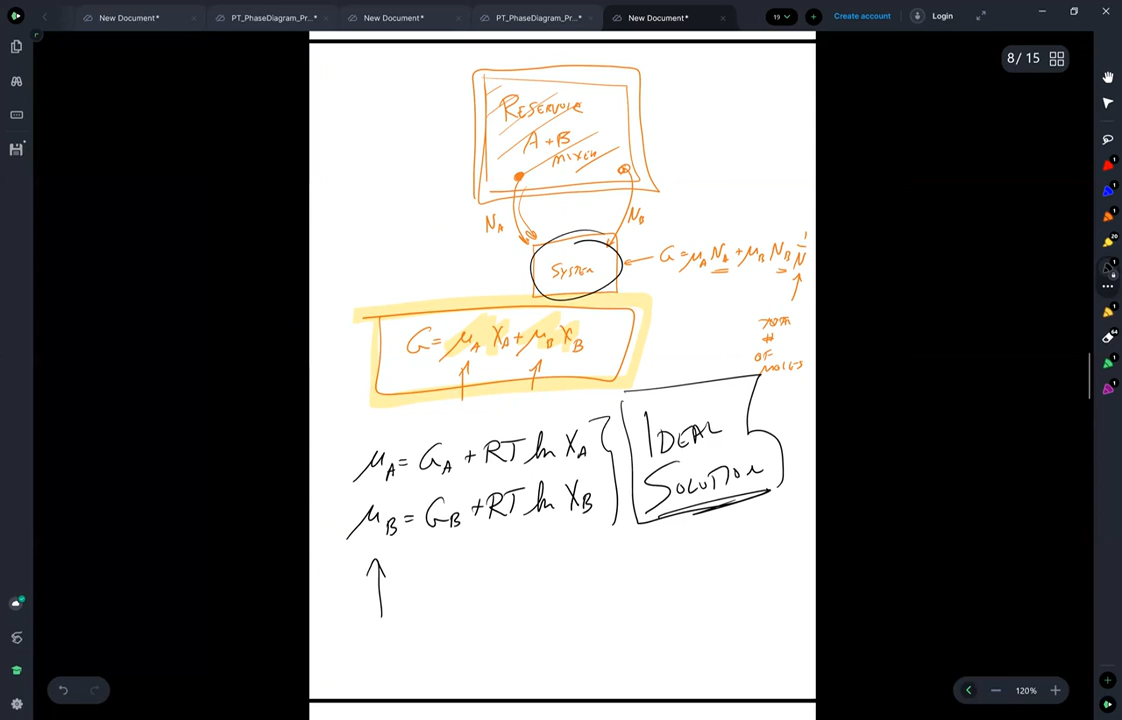 New Document*
PT_PhaseDiagram_Pr...*
New Document*
PT_PhaseDiagram_Pr...*
New Document*
19
Create account
Login
8 / 15
RESERVOIR
A + B
MIXED
N_A
N_B
SYSTEM
G = μ_A N_A + μ_B N_B
TOTAL
#
OF
MOLES
G = μ_A X_A + μ_B X_B
μ_A = G_A + RT ln X_A
μ_B = G_B + RT ln X_B
IDEAL
SOLUTION
120%